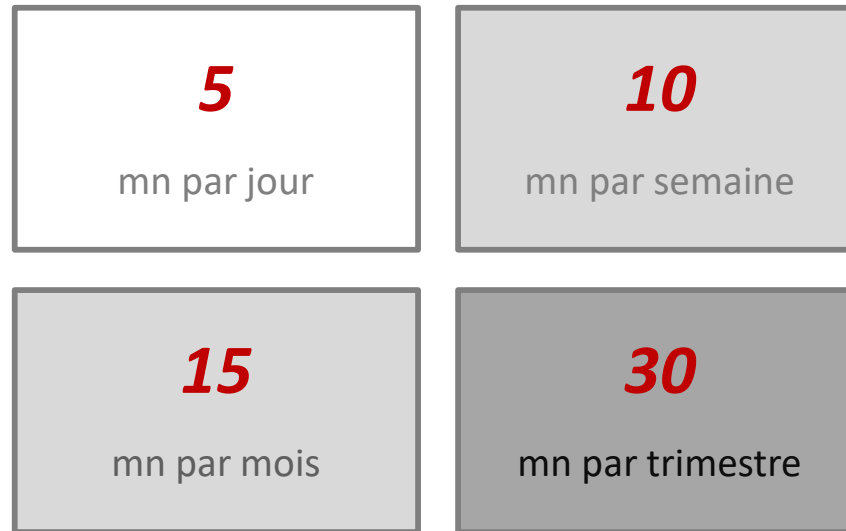 5
mn par jour
10
mn par semaine
15
mn par mois
30
mn par trimestre